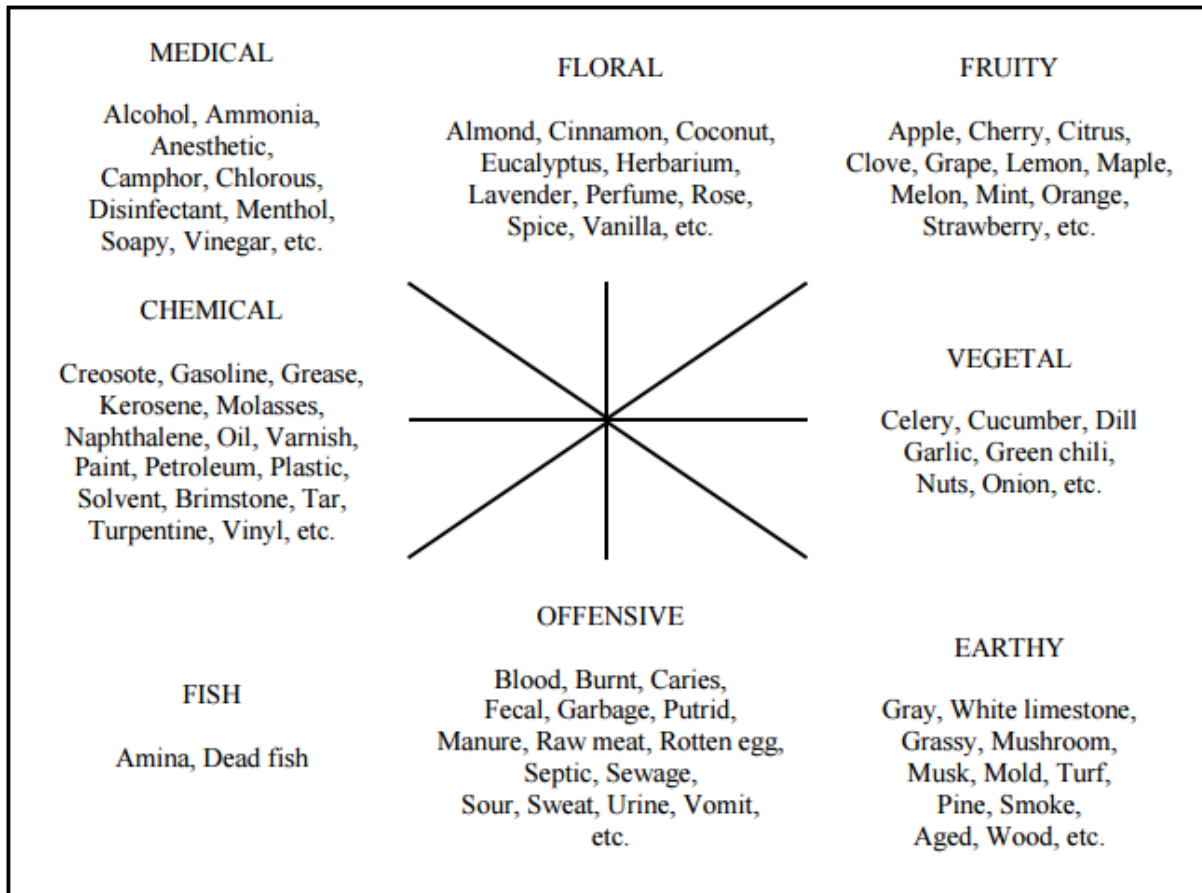 MEDICAL
Alcohol, Ammonia,
Anesthetic,
Camphor, Chlorous,
Disinfectant, Menthol,
Soapy, Vinegar, etc.
FLORAL
Almond, Cinnamon, Coconut,
Eucalyptus, Herbarium,
Lavender, Perfume, Rose,
Spice, Vanilla, etc.
FRUITY
Apple, Cherry, Citrus,
Clove, Grape, Lemon, Maple,
Melon, Mint, Orange,
Strawberry, etc.
CHEMICAL
Creosote, Gasoline, Grease,
Kerosene, Molasses,
Naphthalene, Oil, Varnish,
Paint, Petroleum, Plastic,
Solvent, Brimstone, Tar,
Turpentine, Vinyl, etc.
VEGETAL
Celery, Cucumber, Dill
Garlic, Green chili,
Nuts, Onion, etc.
FISH
Amina, Dead fish
OFFENSIVE
Blood, Burnt, Caries,
Fecal, Garbage, Putrid,
Manure, Raw meat, Rotten egg,
Septic, Sewage,
Sour, Sweat, Urine, Vomit,
etc.
EARTHY
Gray, White limestone,
Grassy, Mushroom,
Musk, Mold, Turf,
Pine, Smoke,
Aged, Wood, etc.